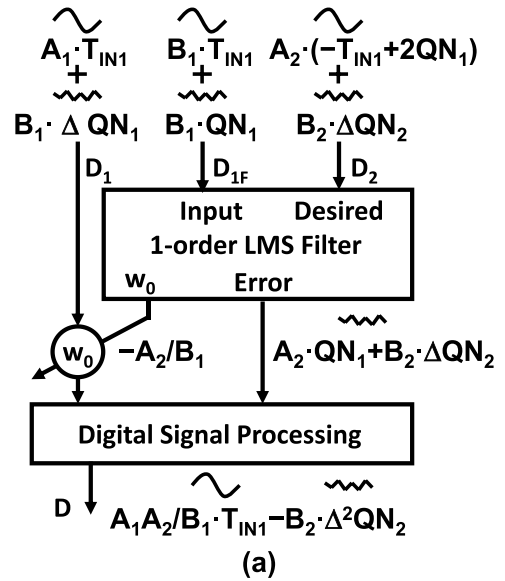 A₁·T_IN1 B₁·T_IN1 A₂·(−T_IN1+2QN₁)
+ + +
B₁·Δ QN₁ B₁·QN₁ B₂·ΔQN₂
D₁ D_1F D₂
Input Desired
1-order LMS Filter
w₀ Error
w₀ −A₂/B₁ A₂·QN₁+B₂·ΔQN₂
Digital Signal Processing
D A₁A₂/B₁·T_IN1−B₂·Δ²QN₂
(a)